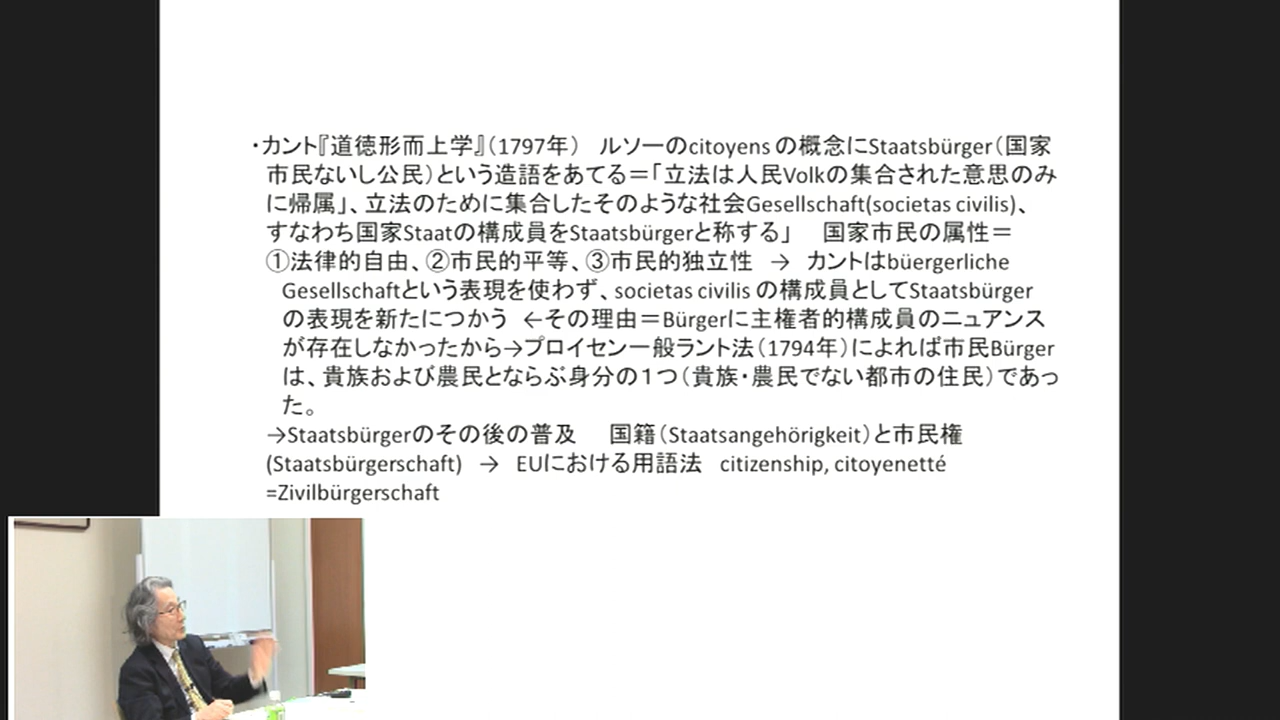 ・カント『道徳形而上学』（1797年）　ルソーのcitoyens の概念にStaatsbürger（国家
市民ないし公民）という造語をあてる＝「立法は人民Volkの集合された意思のみ
に帰属」、立法のために集合したそのような社会Gesellschaft(societas civilis)、
すなわち国家Staatの構成員をStaatsbürgerと称する」　国家市民の属性＝
①法律的自由、②市民的平等、③市民的独立性　→　カントはbüergerliche
Gesellschaftという表現を使わず、societas civilis の構成員としてStaatsbürger
の表現を新たにつかう　←その理由＝Bürgerに主権者的構成員のニュアンス
が存在しなかったから→プロイセン一般ラント法（1794年）によれば市民Bürger
は、貴族および農民とならぶ身分の１つ（貴族・農民でない都市の住民）であっ
た。
→Staatsbürgerのその後の普及　　国籍（Staatsangehörigkeit）と市民権
(Staatsbürgerschaft)　→　EUにおける用語法　citizenship, citoyenetté
=Zivilbürgerschaft